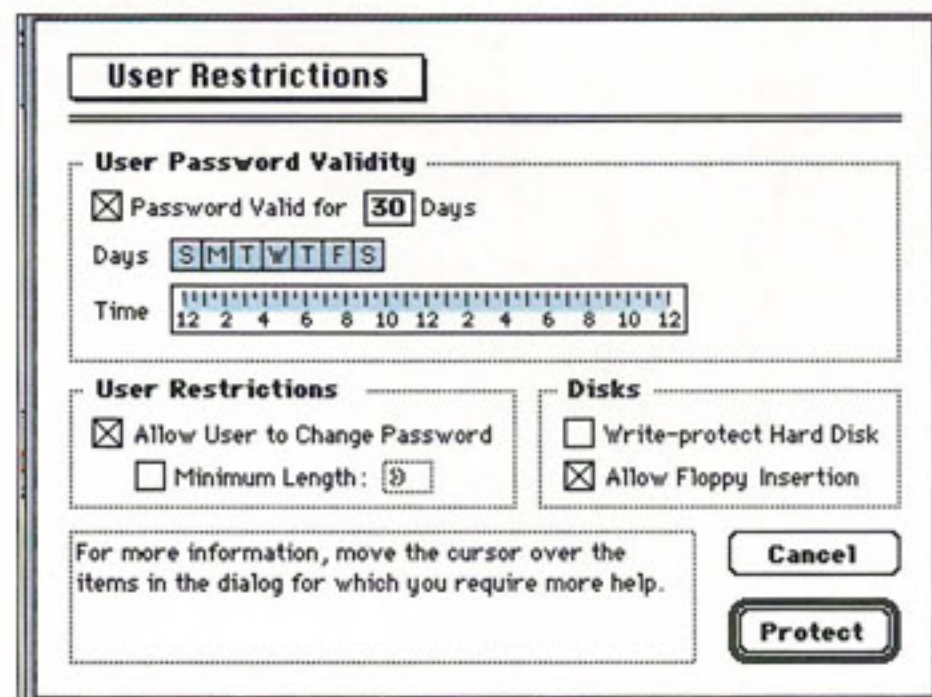 User Restrictions
User Password Validity
Password Valid for 30 Days
Days S M T W T F S
Time 12 2 4 6 8 10 12 2 4 6 8 10 12
User Restrictions
Allow User to Change Password
Minimum Length:
Disks
Write-protect Hard Disk
Allow Floppy Insertion
For more information, move the cursor over the
items in the dialog for which you require more help.
Cancel
Protect